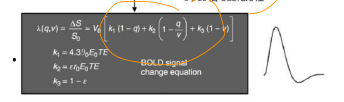 λ(q,v) = ΔS/S₀ ≈ V₀ [k₁ (1 − q) + k₂ (1 − q/v) + k₃ (1 − v)]
k₁ = 4.3ϑ₀E₀TE
k₂ = εr₀E₀TE
k₃ = 1 − ε
BOLD signal
change equation